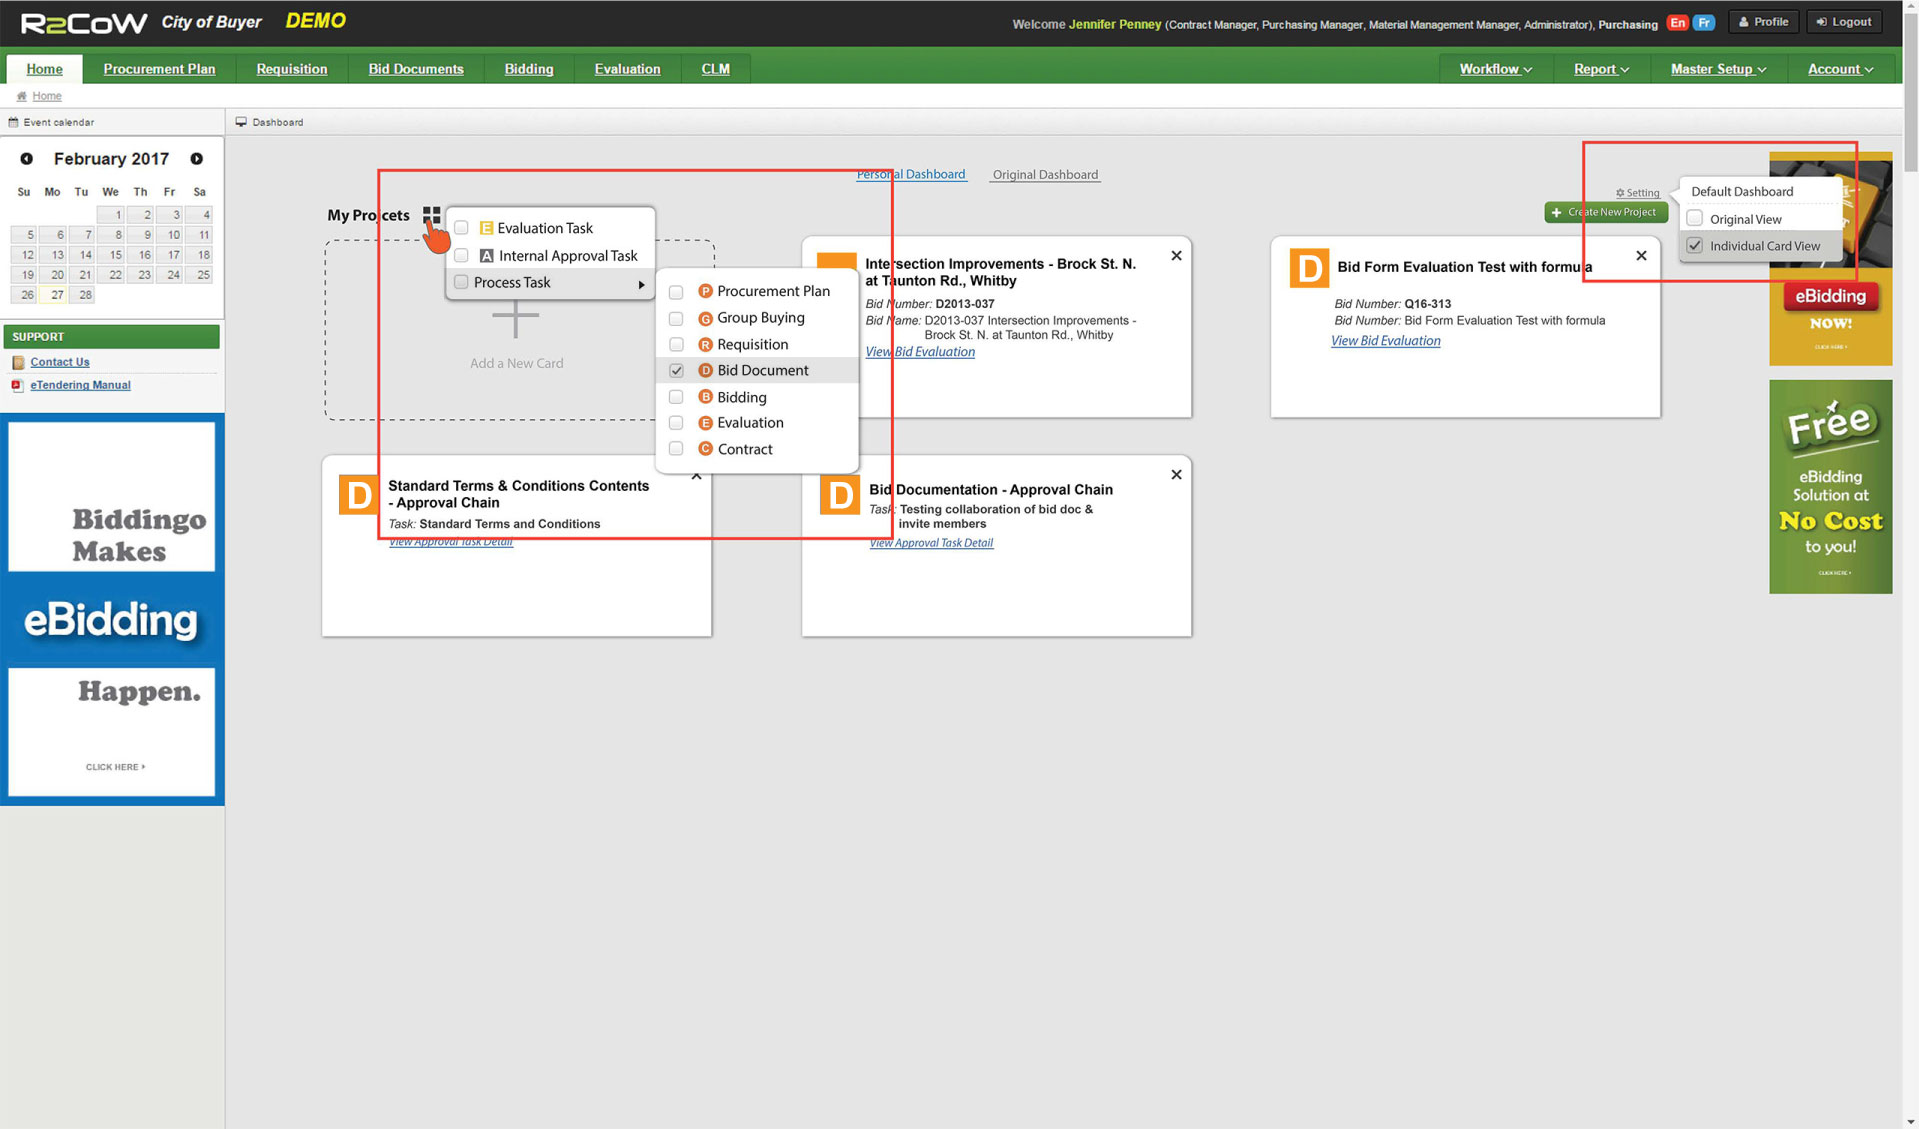 R2CoW City of Buyer DEMO
Welcome Jennifer Penney (Contract Manager, Purchasing Manager, Material Management Manager, Administrator), Purchasing En Fr Profile Logout
Home Procurement Plan Requisition Bid Documents Bidding Evaluation CLM Workflow Report Master Setup Account
Home
Event calendar
Dashboard
February 2017
Su Mo Tu We Th Fr Sa
1 2 3 4
5 6 7 8 9 10 11
12 13 14 15 16 17 18
19 20 21 22 23 24 25
26 27 28
SUPPORT
Contact Us
eTendering Manual
Biddingo
Makes
eBidding
Happen.
CLICK HERE
Personal Dashboard Original Dashboard
My Projcets
E Evaluation Task
A Internal Approval Task
Process Task
P Procurement Plan
G Group Buying
R Requisition
D Bid Document
B Bidding
E Evaluation
C Contract
Add a New Card
Setting
Create New Project
Default Dashboard
Original View
Individual Card View
Intersection Improvements - Brock St. N.
at Taunton Rd., Whitby
Bid Number: D2013-037
Bid Name: D2013-037 Intersection Improvements -
Brock St. N. at Taunton Rd., Whitby
View Bid Evaluation
D Bid Form Evaluation Test with formula
Bid Number: Q16-313
Bid Number: Bid Form Evaluation Test with formula
View Bid Evaluation
D Standard Terms & Conditions Contents
- Approval Chain
Task: Standard Terms and Conditions
View Approval Task Detail
D Bid Documentation - Approval Chain
Task: Testing collaboration of bid doc &
invite members
View Approval Task Detail
eBidding
NOW!
CLICK HERE
Free
eBidding
Solution at
No Cost
to you!
CLICK HERE